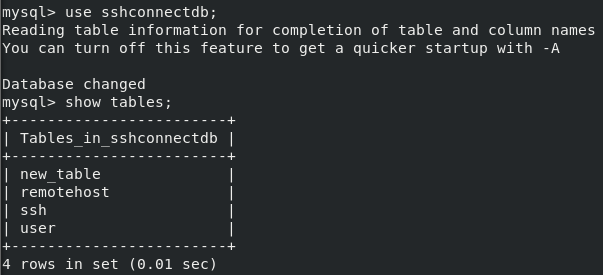 mysql> use sshconnectdb;
Reading table information for completion of table and column names
You can turn off this feature to get a quicker startup with -A

Database changed
mysql> show tables;
+------------------------+
| Tables_in_sshconnectdb |
+------------------------+
| new_table              |
| remotehost             |
| ssh                    |
| user                   |
+------------------------+
4 rows in set (0.01 sec)